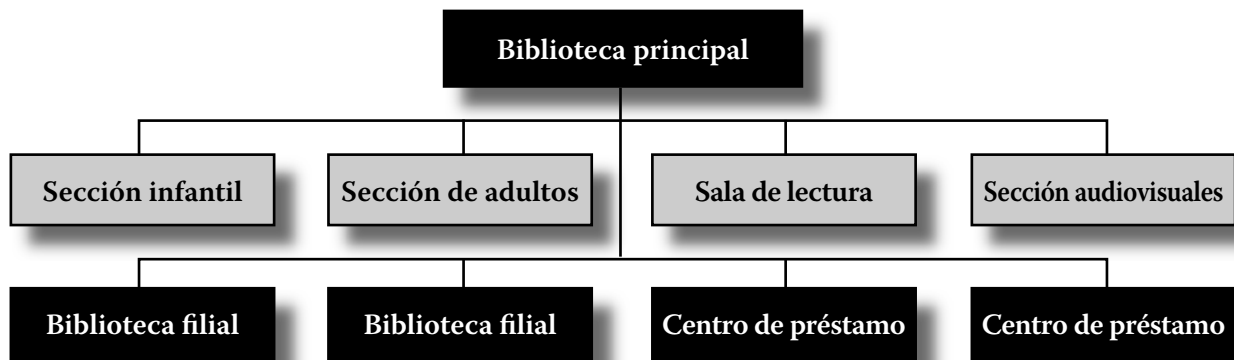 Biblioteca principal
Sección infantil
Sección de adultos
Sala de lectura
Sección audiovisuales
Biblioteca filial
Biblioteca filial
Centro de préstamo
Centro de préstamo